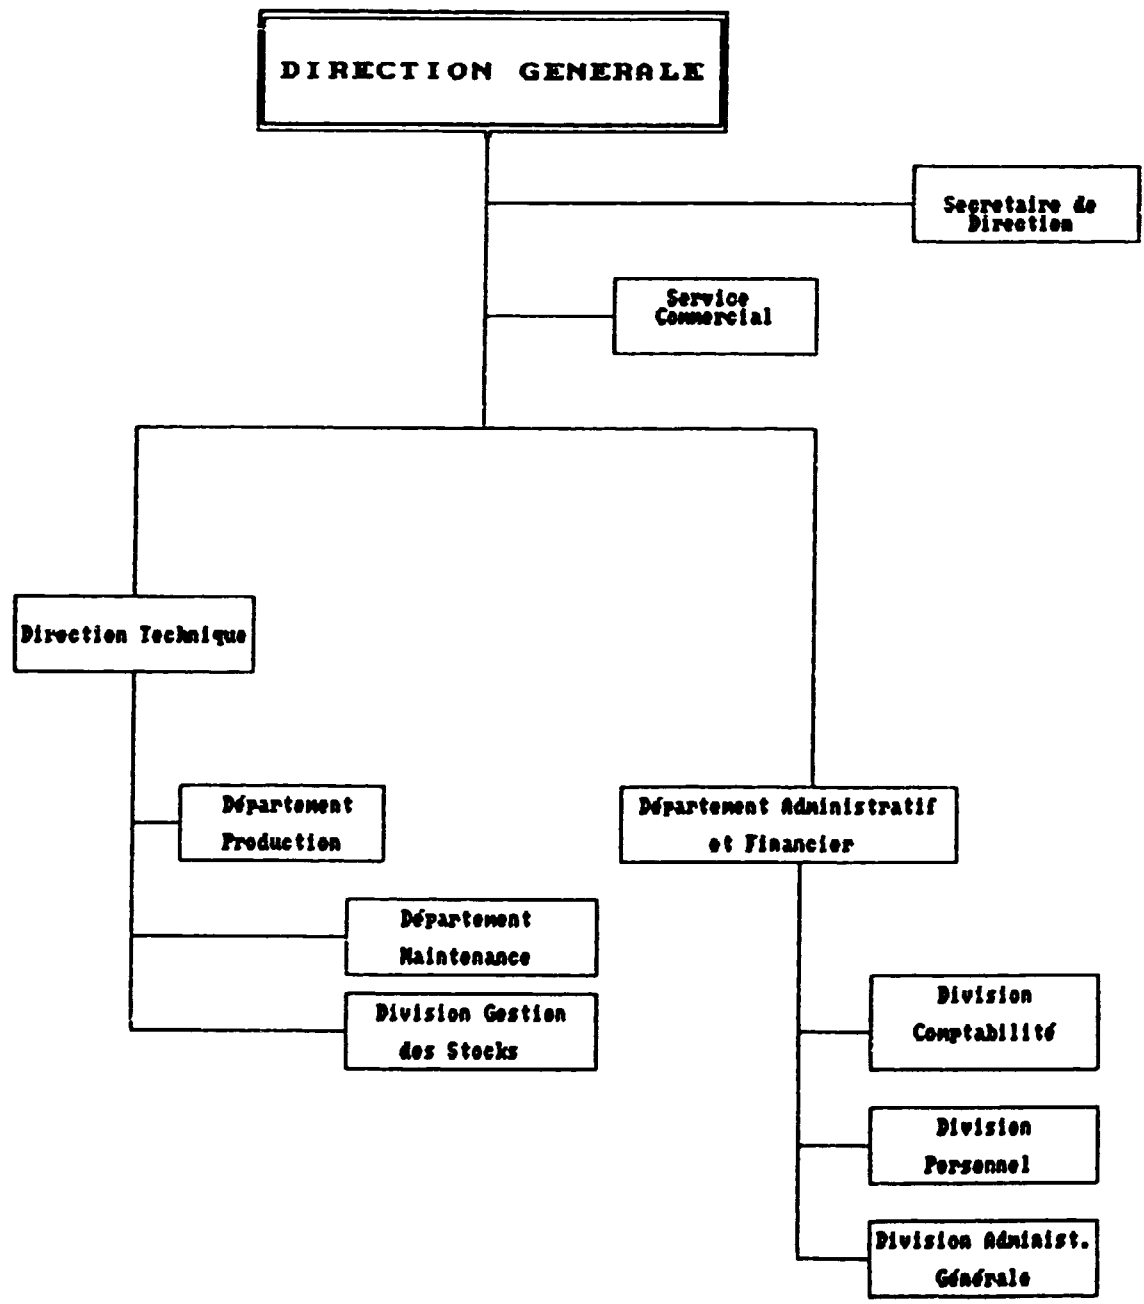 DIRECTION GENERALE
Secretaire de
Direction
Service
Commercial
Direction Technique
Département
Production
Département Administratif
et Financier
Département
Maintenance
Division Gestion
des Stocks
Division
Comptabilité
Division
Personnel
Division Administ.
Générale